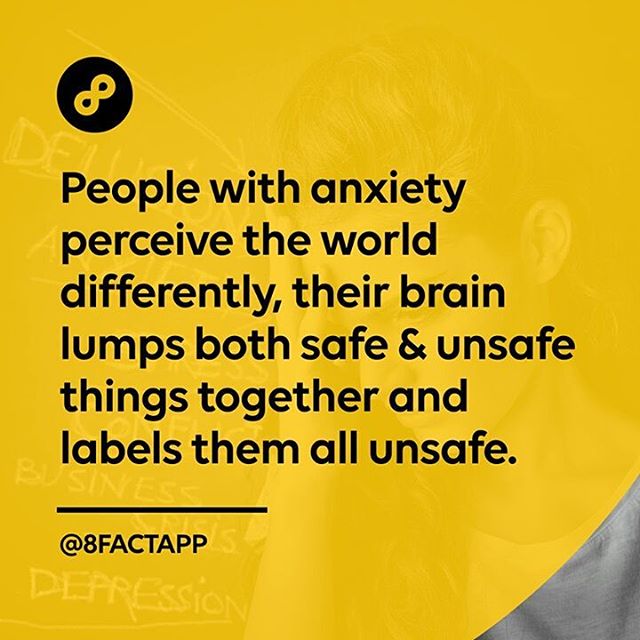 People with anxiety
perceive the world
differently, their brain
lumps both safe & unsafe
things together and
labels them all unsafe.
@8FACTAPP
BUSINESS
CRISIS
DEPRESSION